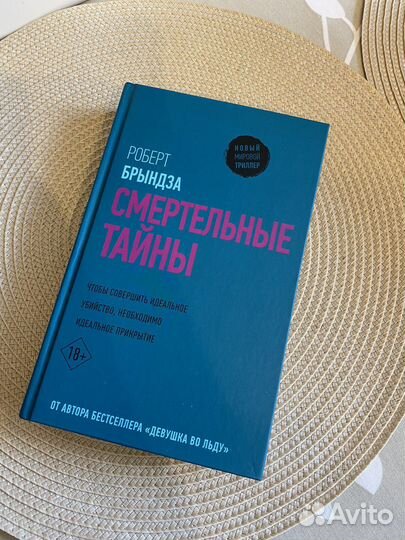 НОВЫЙ
МИРОВОЙ
ТРИЛЛЕР
РОБЕРТ
БРЫНДЗА
СМЕРТЕЛЬНЫЕ
ТАЙНЫ
ЧТОБЫ СОВЕРШИТЬ ИДЕАЛЬНОЕ
УБИЙСТВО, НЕОБХОДИМО
ИДЕАЛЬНОЕ ПРИКРЫТИЕ
18+
ОТ АВТОРА БЕСТСЕЛЛЕРА «ДЕВУШКА ВО ЛЬДУ»
Avito